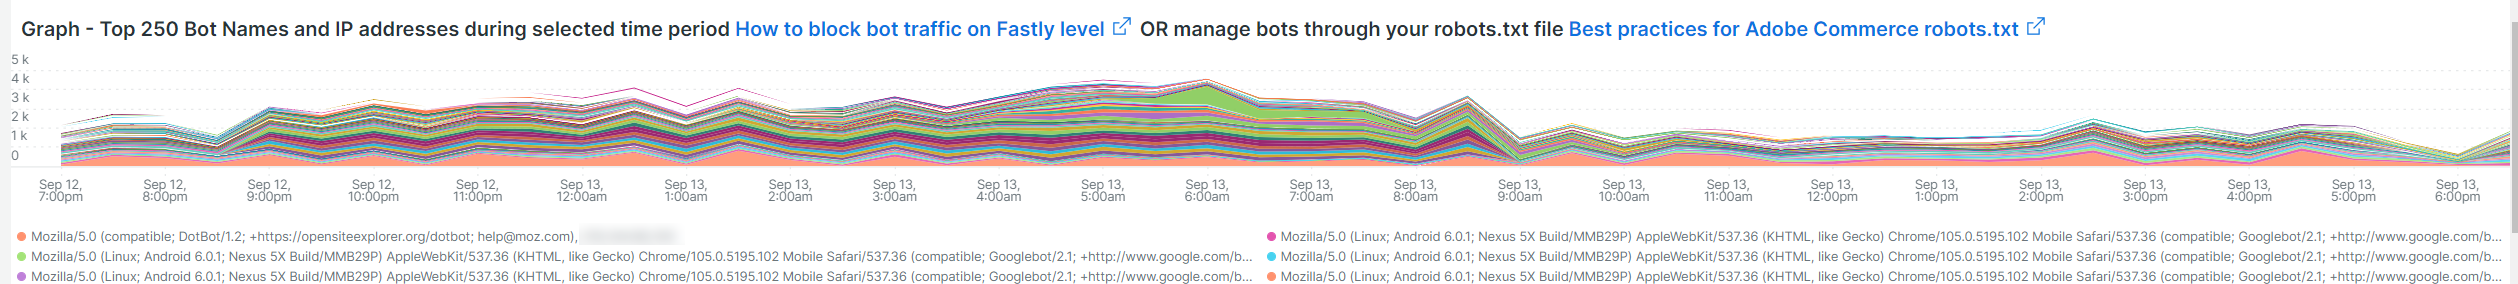 Graph - Top 250 Bot Names and IP addresses during selected time period How to block bot traffic on Fastly level OR manage bots through your robots.txt file Best practices for Adobe Commerce robots.txt
5 k
4 k
3 k
2 k
1 k
0
Sep 12, 7:00pm
Sep 12, 8:00pm
Sep 12, 9:00pm
Sep 12, 10:00pm
Sep 12, 11:00pm
Sep 13, 12:00am
Sep 13, 1:00am
Sep 13, 2:00am
Sep 13, 3:00am
Sep 13, 4:00am
Sep 13, 5:00am
Sep 13, 6:00am
Sep 13, 7:00am
Sep 13, 8:00am
Sep 13, 9:00am
Sep 13, 10:00am
Sep 13, 11:00am
Sep 13, 12:00pm
Sep 13, 1:00pm
Sep 13, 2:00pm
Sep 13, 3:00pm
Sep 13, 4:00pm
Sep 13, 5:00pm
Sep 13, 6:00pm
Mozilla/5.0 (compatible; DotBot/1.2; +https://opensiteexplorer.org/dotbot; help@moz.com),
Mozilla/5.0 (Linux; Android 6.0.1; Nexus 5X Build/MMB29P) AppleWebKit/537.36 (KHTML, like Gecko) Chrome/105.0.5195.102 Mobile Safari/537.36 (compatible; Googlebot/2.1; +http://www.google.com/b...
Mozilla/5.0 (Linux; Android 6.0.1; Nexus 5X Build/MMB29P) AppleWebKit/537.36 (KHTML, like Gecko) Chrome/105.0.5195.102 Mobile Safari/537.36 (compatible; Googlebot/2.1; +http://www.google.com/b...
Mozilla/5.0 (Linux; Android 6.0.1; Nexus 5X Build/MMB29P) AppleWebKit/537.36 (KHTML, like Gecko) Chrome/105.0.5195.102 Mobile Safari/537.36 (compatible; Googlebot/2.1; +http://www.google.com/b...
Mozilla/5.0 (Linux; Android 6.0.1; Nexus 5X Build/MMB29P) AppleWebKit/537.36 (KHTML, like Gecko) Chrome/105.0.5195.102 Mobile Safari/537.36 (compatible; Googlebot/2.1; +http://www.google.com/b...
Mozilla/5.0 (Linux; Android 6.0.1; Nexus 5X Build/MMB29P) AppleWebKit/537.36 (KHTML, like Gecko) Chrome/105.0.5195.102 Mobile Safari/537.36 (compatible; Googlebot/2.1; +http://www.google.com/b...